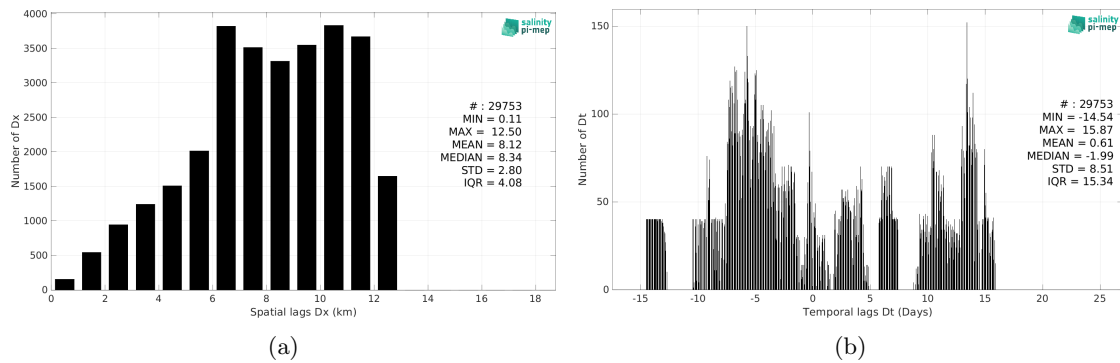 4000
3500
3000
2500
2000
1500
1000
500
0
Number of Dx
0 2 4 6 8 10 12 14 16 18
Spatial lags Dx (km)
salinity
pi-mep
# : 29753
MIN = 0.11
MAX = 12.50
MEAN = 8.12
MEDIAN = 8.34
STD = 2.80
IQR = 4.08
(a)
150
100
50
0
Number of Dt
-15 -10 -5 0 5 10 15 20 25
Temporal lags Dt (Days)
salinity
pi-mep
# : 29753
MIN = -14.54
MAX = 15.87
MEAN = 0.61
MEDIAN = -1.99
STD = 8.51
IQR = 15.34
(b)